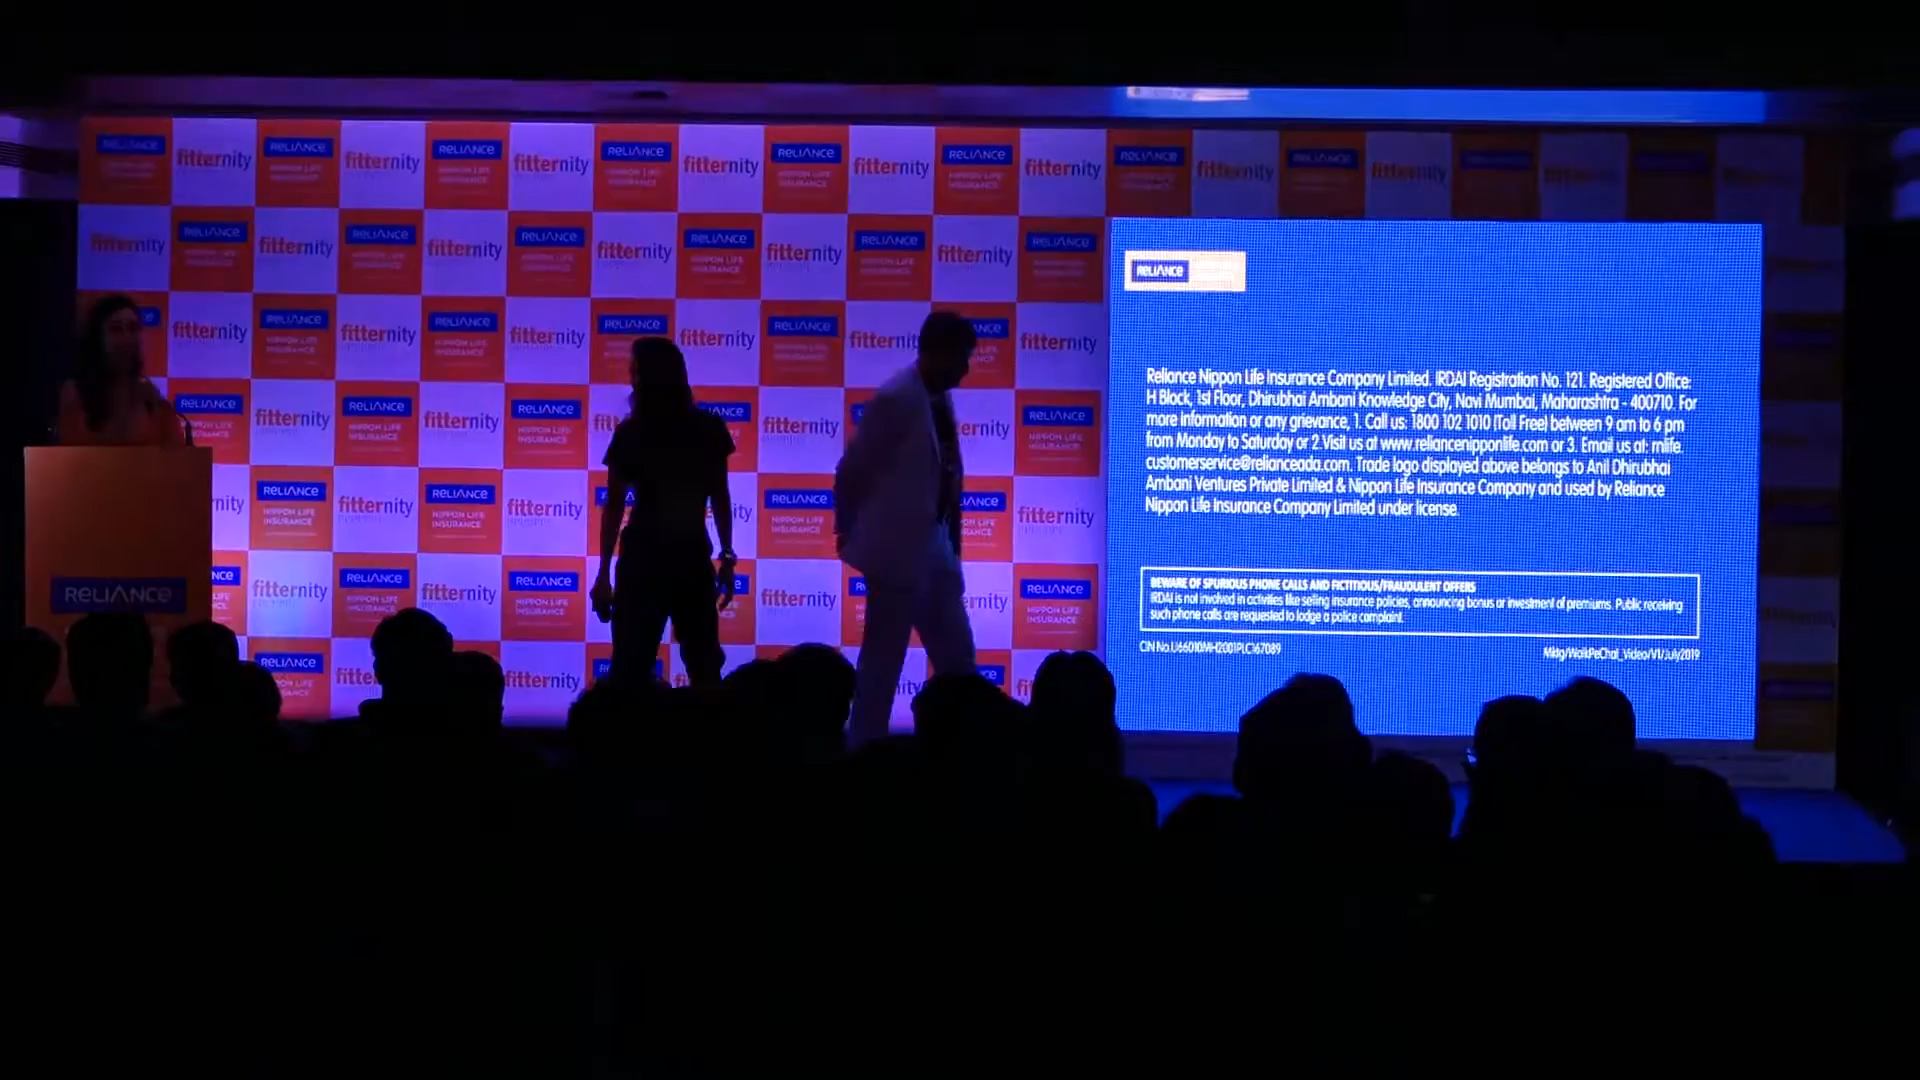 RELIANCE
NIPPON LIFE
INSURANCE
fitternity
RELIANCE
RELIANCE
Reliance Nippon Life Insurance Company Limited. IRDAI Registration No. 121. Registered Office:
H Block, 1st Floor, Dhirubhai Ambani Knowledge City, Navi Mumbai, Maharashtra - 400710. For
more information or any grievance, 1. Call us: 1800 102 1010 (Toll Free) between 9 am to 6 pm
from Monday to Saturday or 2.Visit us at www.reliancenipponlife.com or 3. Email us at: rnlife.
customerservice@relianceada.com. Trade logo displayed above belongs to Anil Dhirubhai
Ambani Ventures Private Limited & Nippon Life Insurance Company and used by Reliance
Nippon Life Insurance Company Limited under license.
BEWARE OF SPURIOUS PHONE CALLS AND FICTITIOUS/FRAUDULENT OFFERS
IRDAI is not involved in activities like selling insurance policies, announcing bonus or investment of premiums. Public receiving
such phone calls are requested to lodge a police complaint.
CIN No.U66010MH2001PLC167089
Mktg/WalkPeChal_Video/V1/July2019